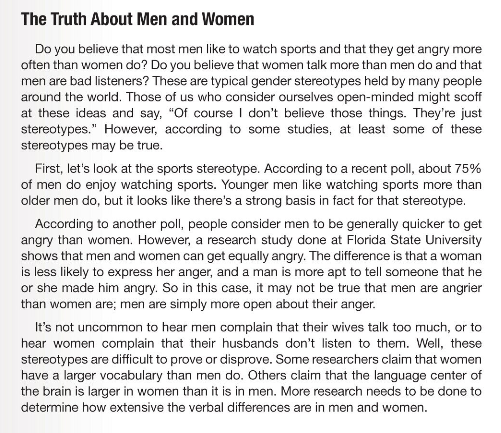 The Truth About Men and Women
Do you believe that most men like to watch sports and that they get angry more
often than women do? Do you believe that women talk more than men do and that
men are bad listeners? These are typical gender stereotypes held by many people
around the world. Those of us who consider ourselves open-minded might scoff
at these ideas and say, “Of course I don’t believe those things. They’re just
stereotypes.” However, according to some studies, at least some of these
stereotypes may be true.
First, let’s look at the sports stereotype. According to a recent poll, about 75%
of men do enjoy watching sports. Younger men like watching sports more than
older men do, but it looks like there’s a strong basis in fact for that stereotype.
According to another poll, people consider men to be generally quicker to get
angry than women. However, a research study done at Florida State University
shows that men and women can get equally angry. The difference is that a woman
is less likely to express her anger, and a man is more apt to tell someone that he
or she made him angry. So in this case, it may not be true that men are angrier
than women are; men are simply more open about their anger.
It’s not uncommon to hear men complain that their wives talk too much, or to
hear women complain that their husbands don’t listen to them. Well, these
stereotypes are difficult to prove or disprove. Some researchers claim that women
have a larger vocabulary than men do. Others claim that the language center of
the brain is larger in women than it is in men. More research needs to be done to
determine how extensive the verbal differences are in men and women.